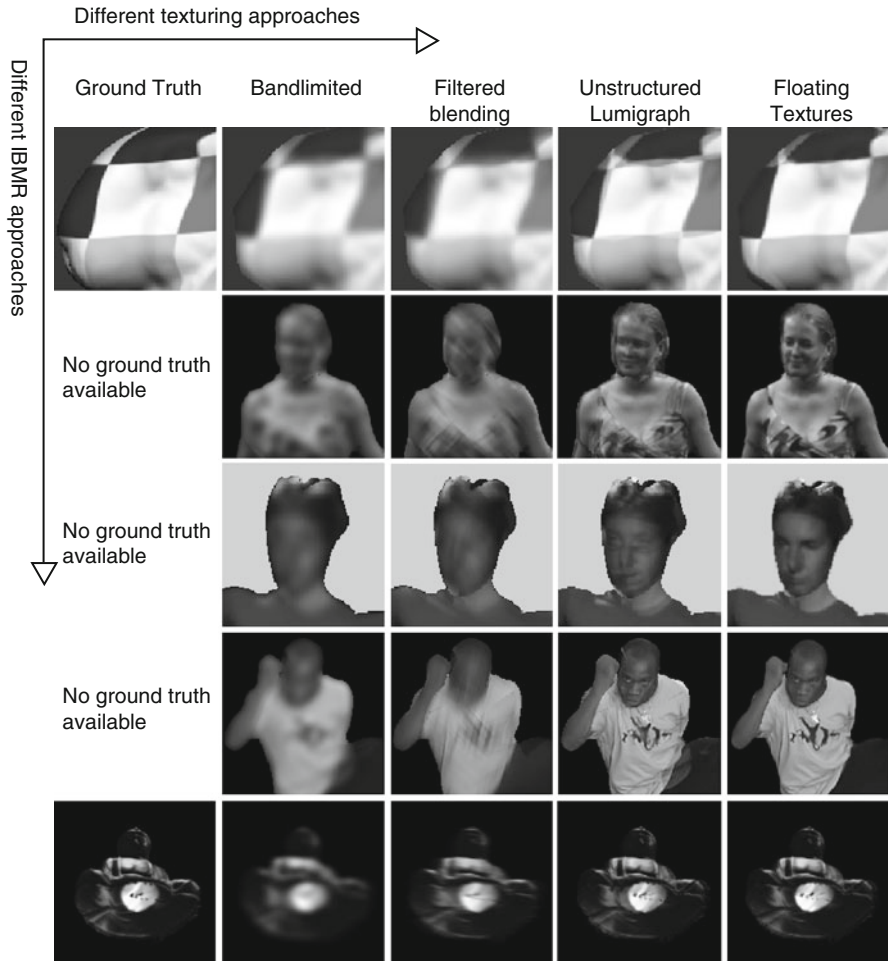 Different texturing approaches
Different IBMR approaches
Ground Truth
Bandlimited
Filtered
blending
Unstructured
Lumigraph
Floating
Textures
No ground truth
available
No ground truth
available
No ground truth
available